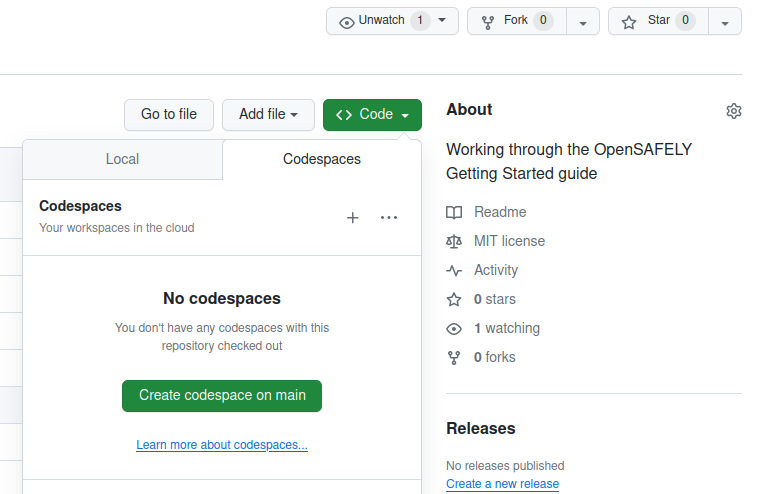 Unwatch 1
Fork 0
Star 0
Go to file
Add file
Code
Local
Codespaces
Codespaces
Your workspaces in the cloud
No codespaces
You don't have any codespaces with this
repository checked out
Create codespace on main
Learn more about codespaces...
About
Working through the OpenSAFELY
Getting Started guide
Readme
MIT license
Activity
0 stars
1 watching
0 forks
Releases
No releases published
Create a new release